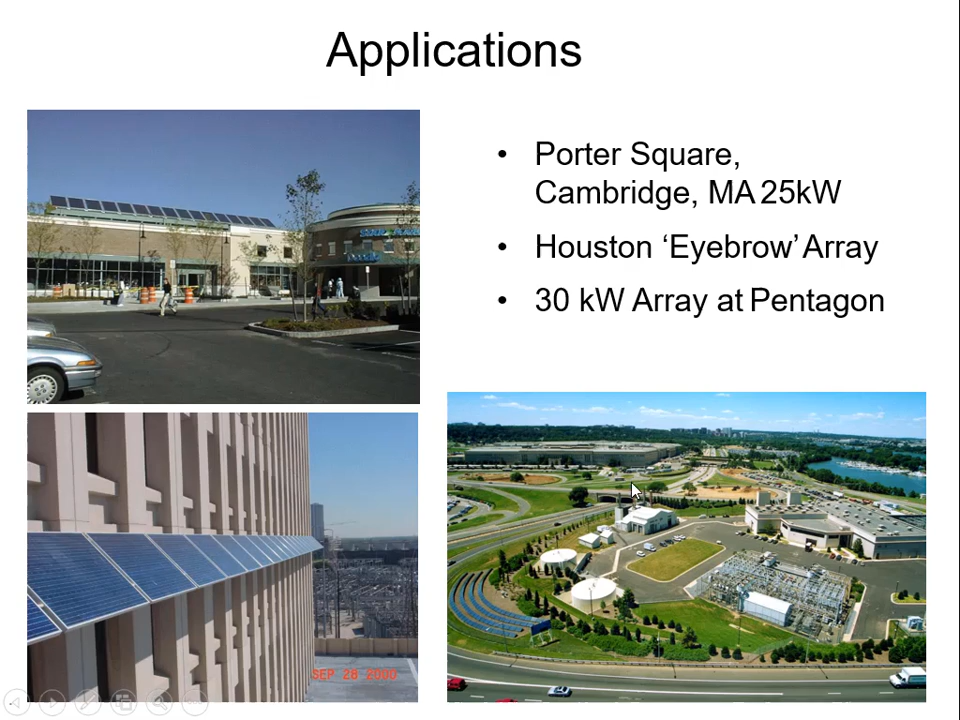 Applications
• Porter Square,
Cambridge, MA 25kW
• Houston ‘Eyebrow’ Array
• 30 kW Array at Pentagon
SEP 28 2000